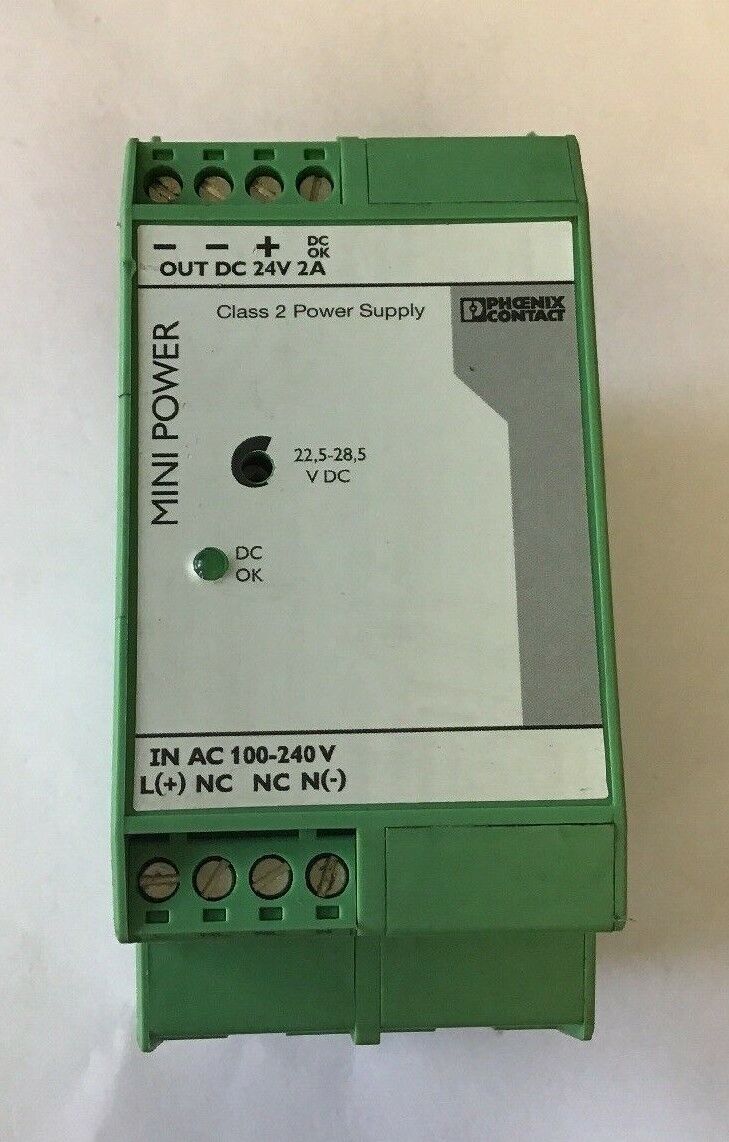 − − + DC
OK
OUT DC 24V 2A
Class 2 Power Supply
PHŒNIX
CONTACT
MINI POWER
22,5-28,5
V DC
DC
OK
IN AC 100-240 V
L(+) NC NC N(-)